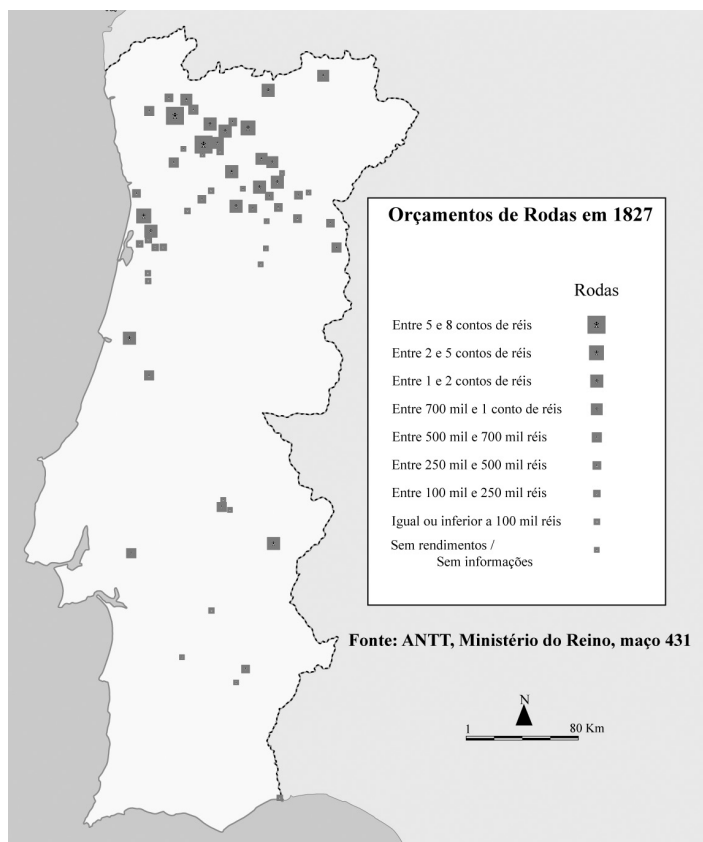 Orçamentos de Rodas em 1827
Rodas
Entre 5 e 8 contos de réis
Entre 2 e 5 contos de réis
Entre 1 e 2 contos de réis
Entre 700 mil e 1 conto de réis
Entre 500 mil e 700 mil réis
Entre 250 mil e 500 mil réis
Entre 100 mil e 250 mil réis
Igual ou inferior a 100 mil réis
Sem rendimentos /
Sem informações
Fonte: ANTT, Ministério do Reino, maço 431
N
1 80 Km